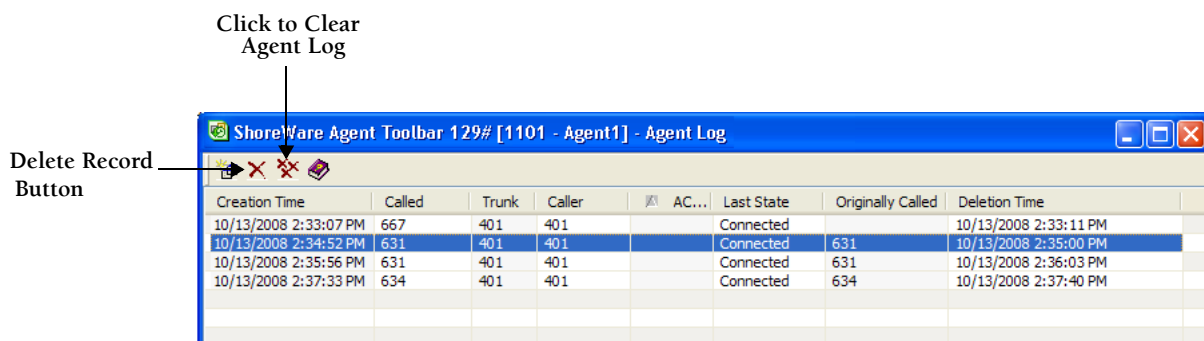 Click to Clear
Agent Log
ShoreWare Agent Toolbar 129# [1101 - Agent1] - Agent Log
Delete Record
Button
Creation Time Called Trunk Caller AC... Last State Originally Called Deletion Time
10/13/2008 2:33:07 PM 667 401 401 Connected 10/13/2008 2:33:11 PM
10/13/2008 2:34:52 PM 631 401 401 Connected 631 10/13/2008 2:35:00 PM
10/13/2008 2:35:56 PM 631 401 401 Connected 631 10/13/2008 2:36:03 PM
10/13/2008 2:37:33 PM 634 401 401 Connected 634 10/13/2008 2:37:40 PM